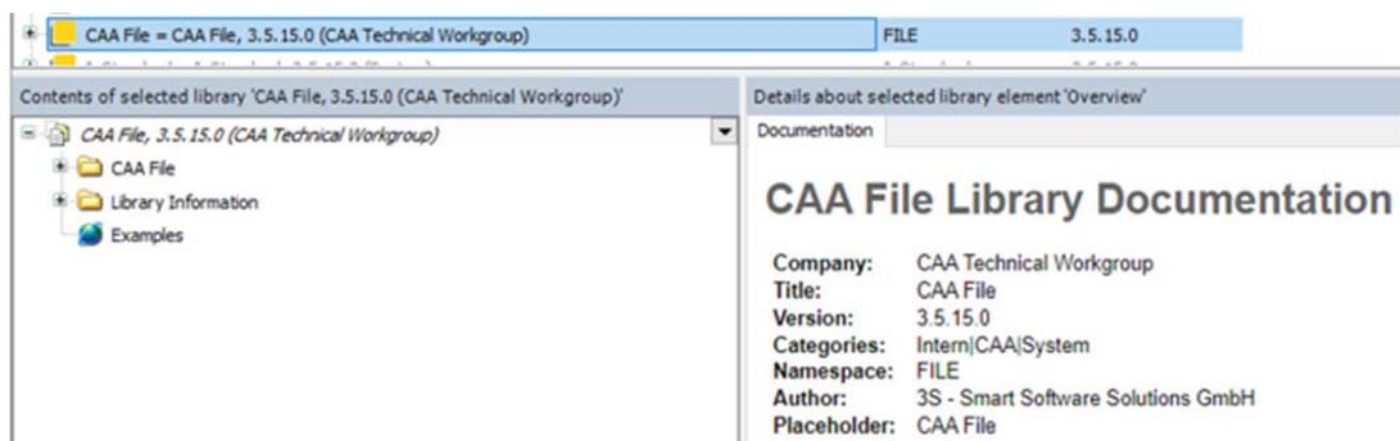 CAA File = CAA File, 3.5.15.0 (CAA Technical Workgroup) FILE 3.5.15.0
Contents of selected library 'CAA File, 3.5.15.0 (CAA Technical Workgroup)'
Details about selected library element 'Overview'
CAA File, 3.5.15.0 (CAA Technical Workgroup)
Documentation
CAA File
Library Information
Examples
CAA File Library Documentation
Company: CAA Technical Workgroup
Title: CAA File
Version: 3.5.15.0
Categories: Intern|CAA|System
Namespace: FILE
Author: 3S - Smart Software Solutions GmbH
Placeholder: CAA File